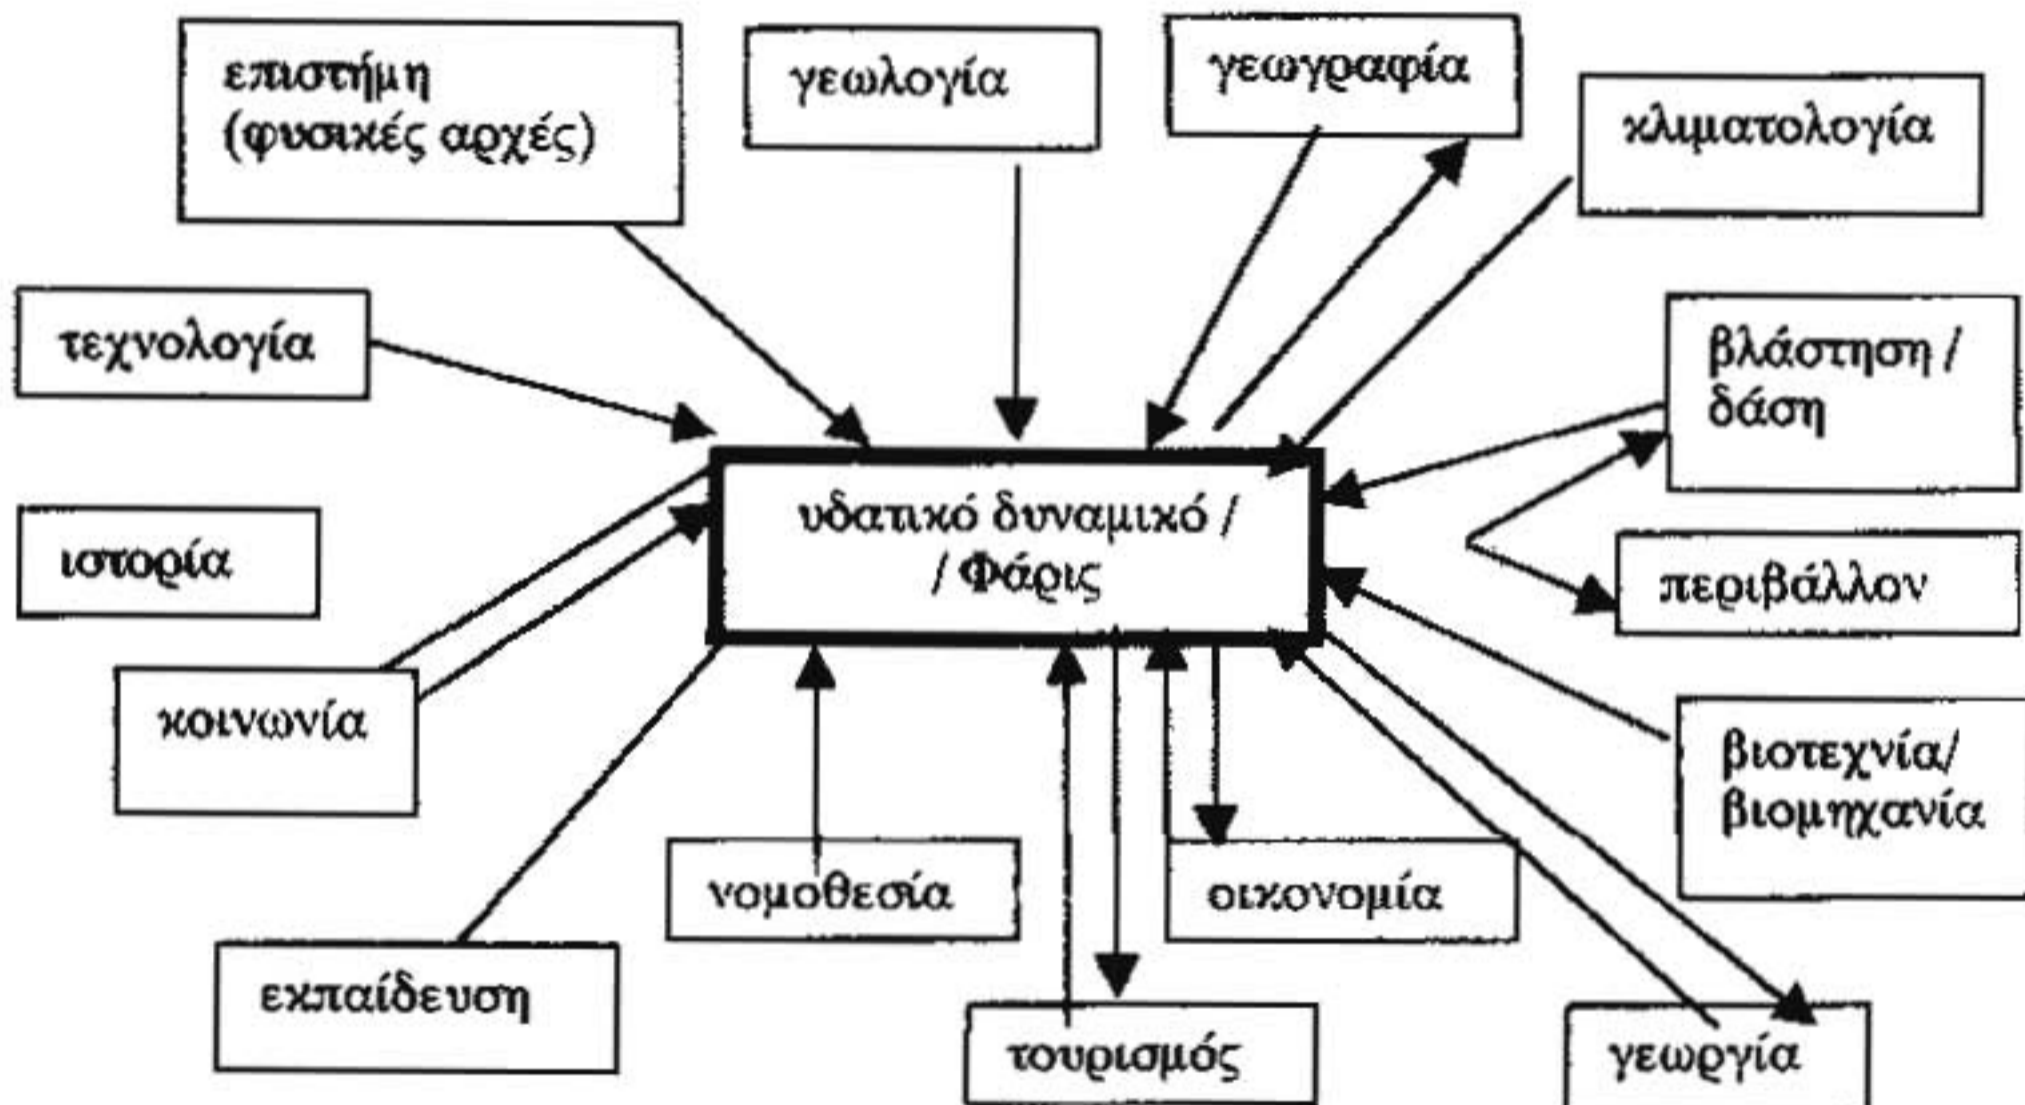 επιστήμη
(φυσικές αρχές)
γεωλογία
γεωγραφία
κλιματολογία
τεχνολογία
βλάστηση /
δάση
υδατικό δυναμικό /
/ Φάρις
ιστορία
περιβάλλον
κοινωνία
βιοτεχνία/
βιομηχανία
νομοθεσία
οικονομία
εκπαίδευση
τουρισμός
γεωργία